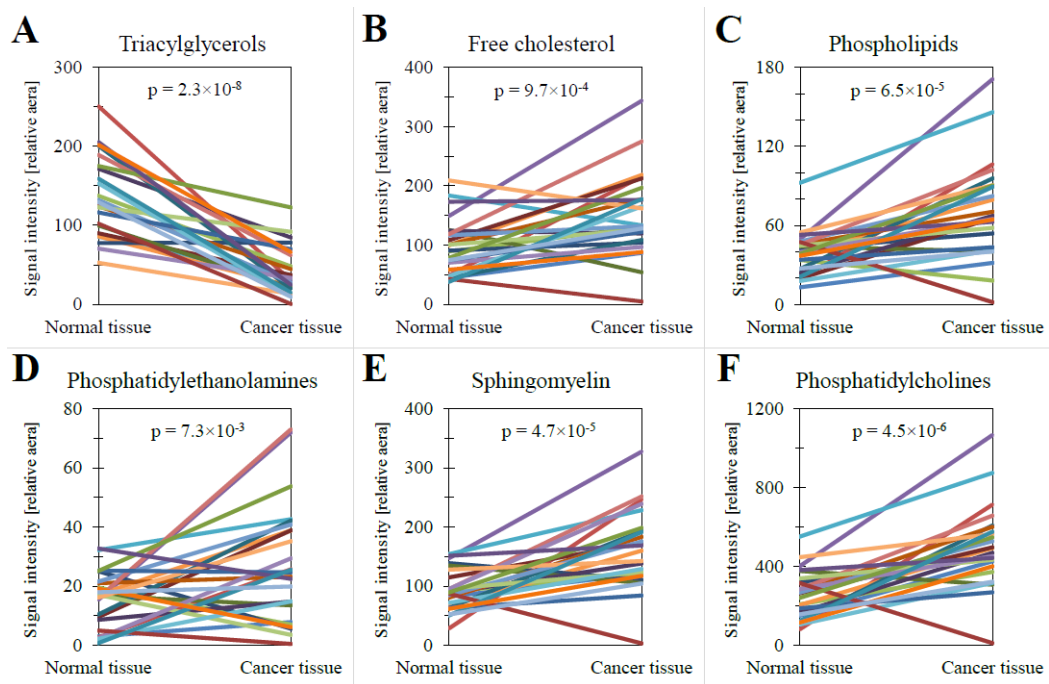 A
Triacylglycerols
p = 2.3×10-8
Signal intensity [relative aera]
300
200
100
0
Normal tissue
Cancer tissue
B
Free cholesterol
p = 9.7×10-4
Signal intensity [relative aera]
400
300
200
100
0
Normal tissue
Cancer tissue
C
Phospholipids
p = 6.5×10-5
Signal intensity [relative aera]
180
120
60
0
Normal tissue
Cancer tissue
D
Phosphatidylethanolamines
p = 7.3×10-3
Signal intensity [relative aera]
80
60
40
20
0
Normal tissue
Cancer tissue
E
Sphingomyelin
p = 4.7×10-5
Signal intensity [relative aera]
400
300
200
100
0
Normal tissue
Cancer tissue
F
Phosphatidylcholines
p = 4.5×10-6
Signal intensity [relative aera]
1200
800
400
0
Normal tissue
Cancer tissue